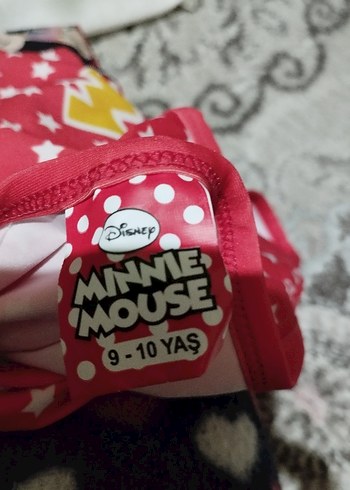 Disney
MINNIE
MOUSE
9 - 10 YAŞ